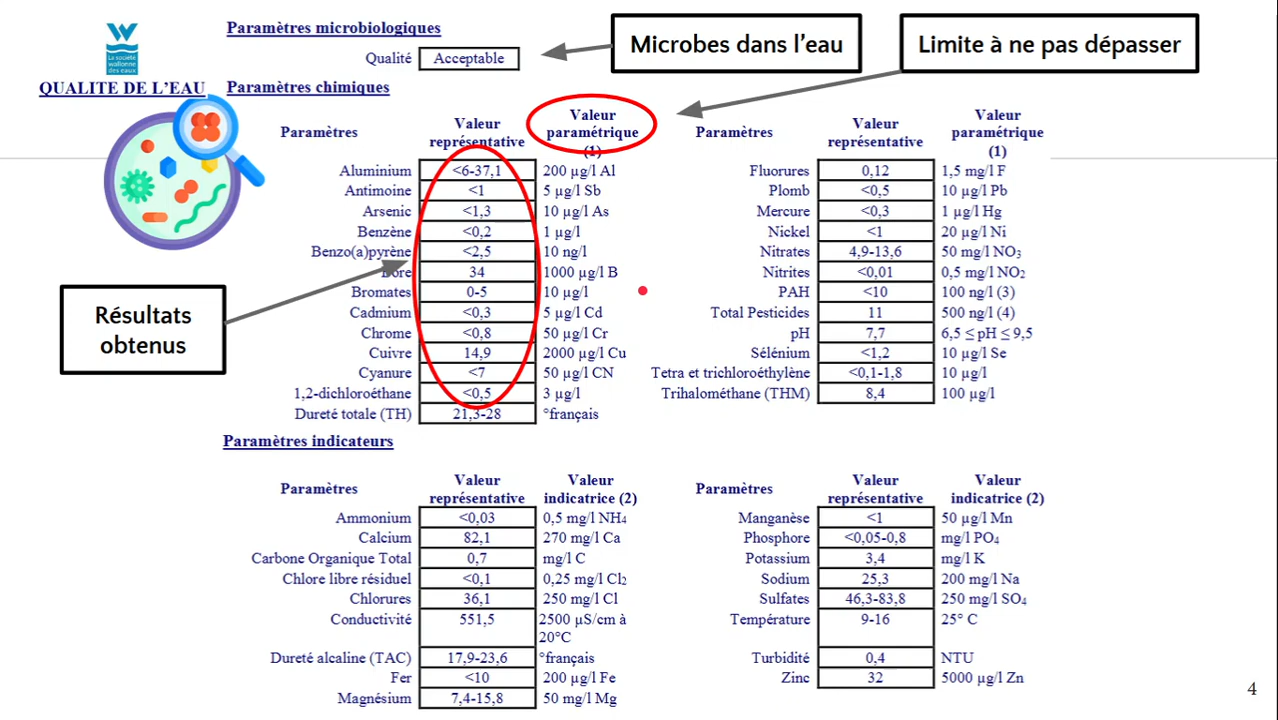 Paramètres microbiologiques
Microbes dans l'eau
Limite à ne pas dépasser
La société
wallonne
des eaux
Qualité Acceptable
QUALITE DE L'EAU
Paramètres chimiques
Paramètres Valeur représentative Valeur paramétrique (1)
Aluminium <6-37,1 200 µg/l Al
Antimoine <1 5 µg/l Sb
Arsenic <1,3 10 µg/l As
Benzène <0,2 1 µg/l
Benzo(a)pyrène <2,5 10 ng/l
Bore 34 1000 µg/l B
Bromates 0-5 10 µg/l
Cadmium <0,3 5 µg/l Cd
Chrome <0,8 50 µg/l Cr
Cuivre 14,9 2000 µg/l Cu
Cyanure <7 50 µg/l CN
1,2-dichloroéthane <0,5 3 µg/l
Dureté totale (TH) 21,3-28 °français
Paramètres Valeur représentative Valeur paramétrique (1)
Fluorures 0,12 1,5 mg/l F
Plomb <0,5 10 µg/l Pb
Mercure <0,3 1 µg/l Hg
Nickel <1 20 µg/l Ni
Nitrates 4,9-13,6 50 mg/l NO3
Nitrites <0,01 0,5 mg/l NO2
PAH <10 100 ng/l (3)
Total Pesticides 11 500 ng/l (4)
pH 7,7 6,5 ≤ pH ≤ 9,5
Sélénium <1,2 10 µg/l Se
Tetra et trichloroéthylène <0,1-1,8 10 µg/l
Trihalométhane (THM) 8,4 100 µg/l
Résultats
obtenus
Paramètres indicateurs
Paramètres Valeur représentative Valeur indicatrice (2)
Ammonium <0,03 0,5 mg/l NH4
Calcium 82,1 270 mg/l Ca
Carbone Organique Total 0,7 mg/l C
Chlore libre résiduel <0,1 0,25 mg/l Cl2
Chlorures 36,1 250 mg/l Cl
Conductivité 551,5 2500 µS/cm à
20°C
Dureté alcaline (TAC) 17,9-23,6 °français
Fer <10 200 µg/l Fe
Magnésium 7,4-15,8 50 mg/l Mg
Paramètres Valeur représentative Valeur indicatrice (2)
Manganèse <1 50 µg/l Mn
Phosphore <0,05-0,8 mg/l PO4
Potassium 3,4 mg/l K
Sodium 25,3 200 mg/l Na
Sulfates 46,3-83,8 250 mg/l SO4
Température 9-16 25° C
Turbidité 0,4 NTU
Zinc 32 5000 µg/l Zn
4